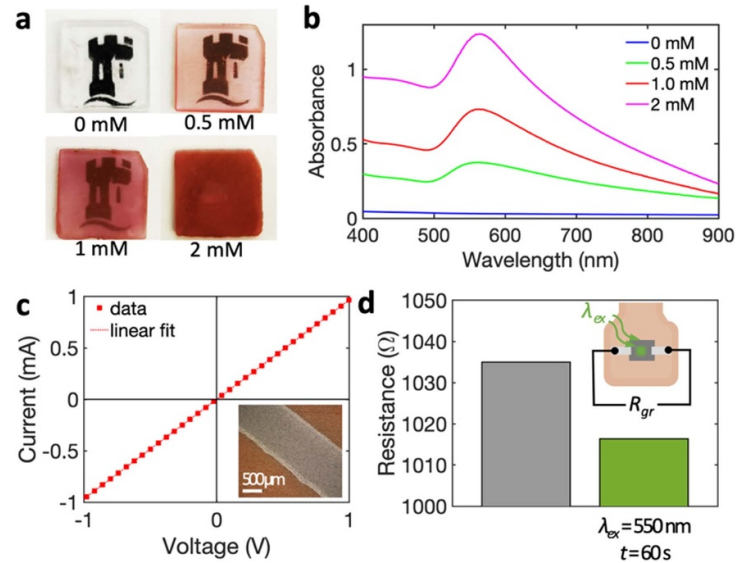 a
0 mM
0.5 mM
1 mM
2 mM
b
Absorbance
1
0.5
0
400
500
600
700
800
900
Wavelength (nm)
0 mM
0.5 mM
1.0 mM
2 mM
c
Current (mA)
1
0.5
0
-0.5
-1
-1
0
1
Voltage (V)
data
linear fit
500µm
d
Resistance (Ω)
1050
1040
1030
1020
1010
1000
λex
Rgr
λex=550 nm
t=60 s